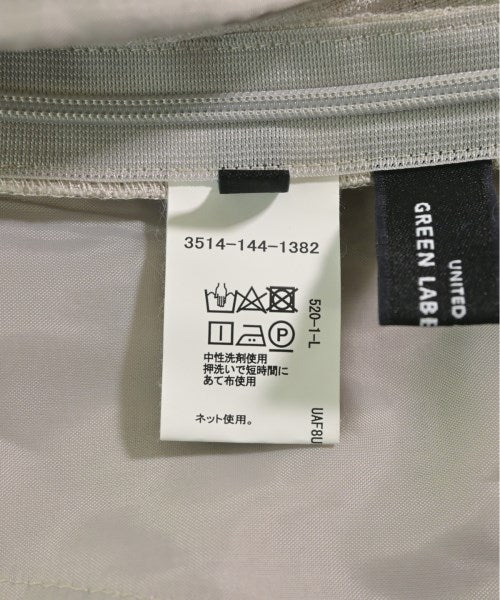 3514-144-1382
520-1-L
P
中性洗剤使用
押洗いで短時間に
あて布使用
ネット使用。
UAF8U
UNITED
GREEN LABE